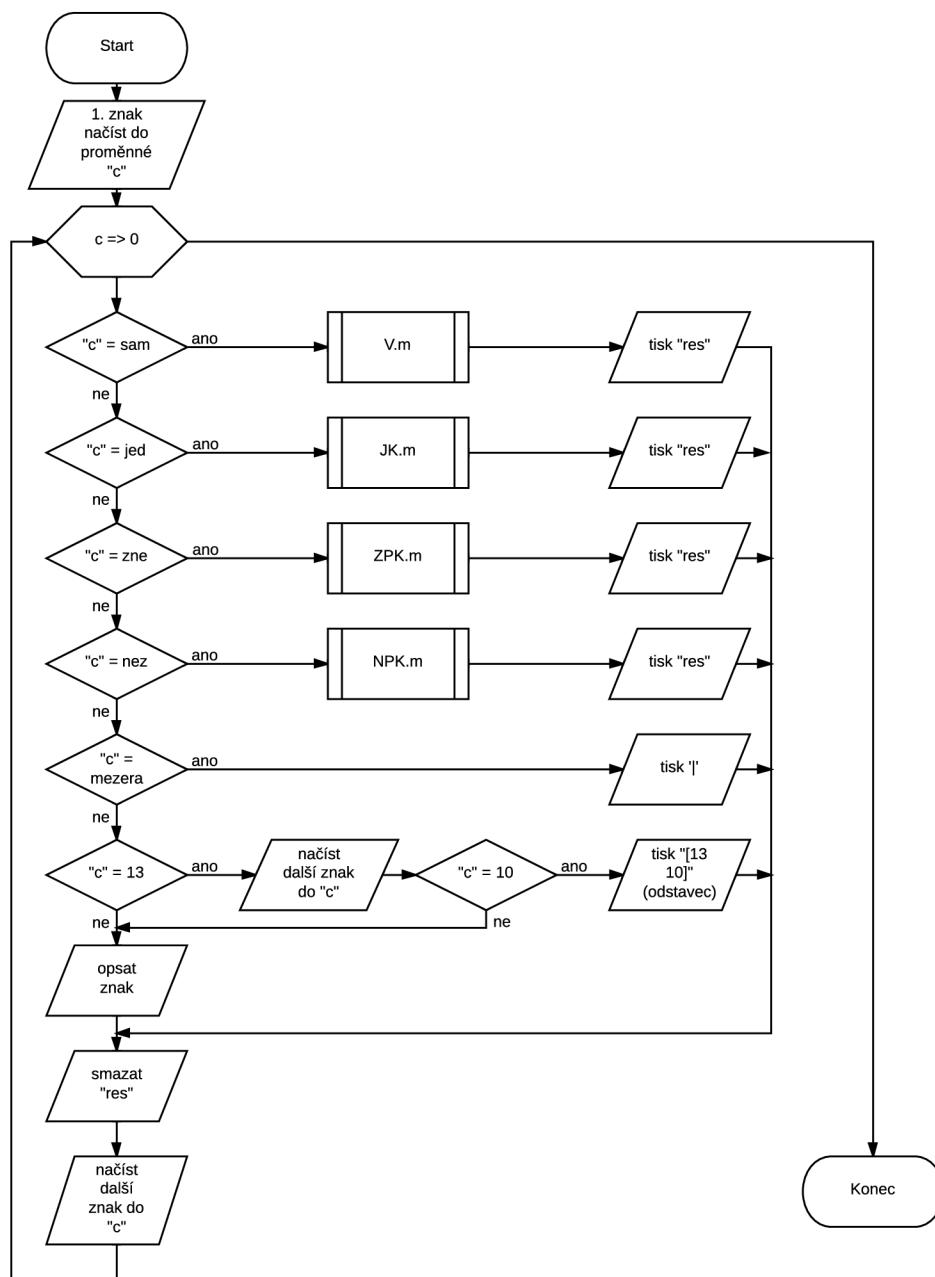 Start
1. znak
načíst do
proměnné
"c"
c => 0
"c" = sam
ano
V.m
tisk "res"
ne
"c" = jed
ano
JK.m
tisk "res"
ne
"c" = zne
ano
ZPK.m
tisk "res"
ne
"c" = nez
ano
NPK.m
tisk "res"
ne
"c" =
mezera
ano
tisk '|'
ne
"c" = 13
ano
načíst
další znak
do "c"
"c" = 10
ano
tisk "[13
10]"
(odstavec)
ne
ne
opsat
znak
smazat
"res"
načíst
další
znak do
"c"
Konec